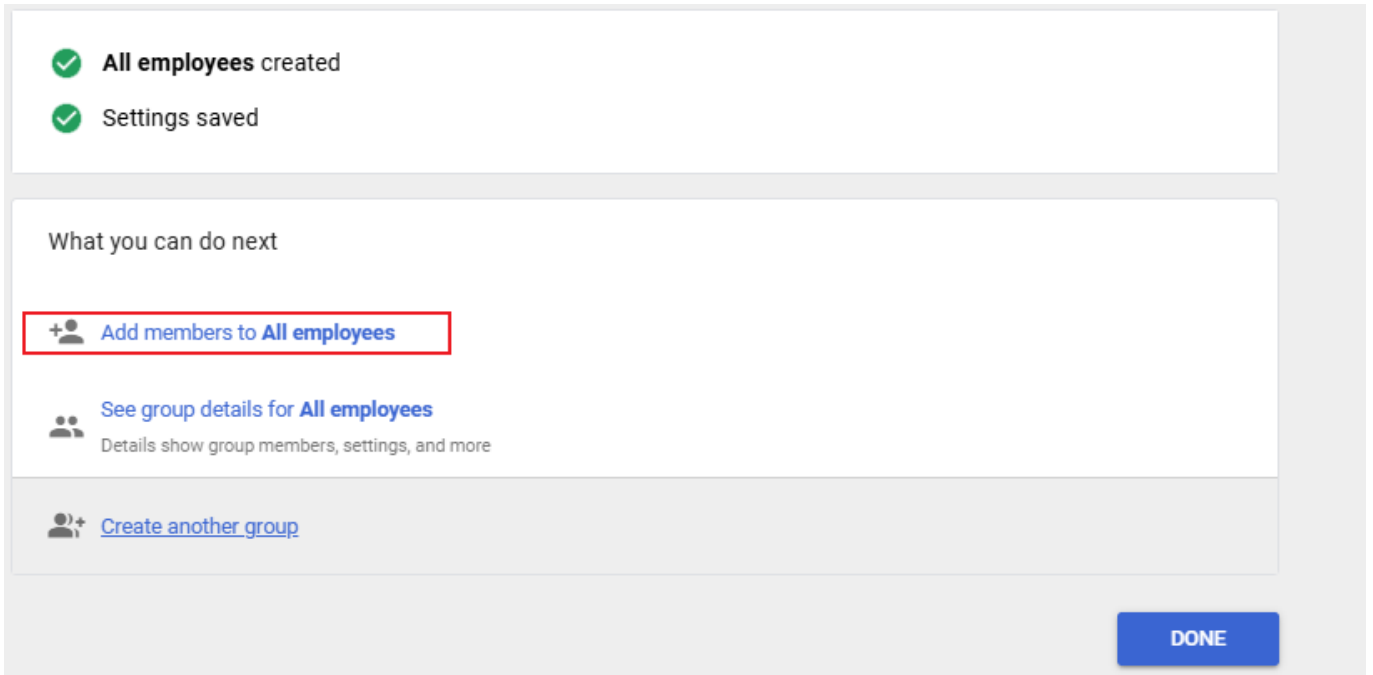 All employees created
Settings saved
What you can do next
Add members to All employees
See group details for All employees
Details show group members, settings, and more
Create another group
DONE